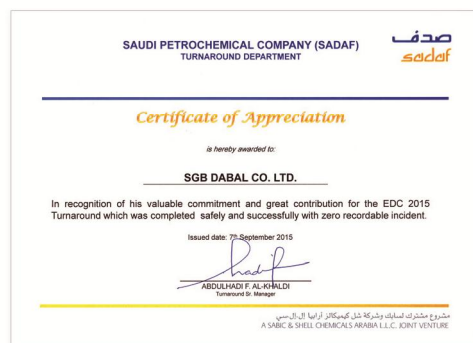 SAUDI PETROCHEMICAL COMPANY (SADAF)
TURNAROUND DEPARTMENT
صدف
sadaf
Certificate of Appreciation
is hereby awarded to:
SGB DABAL CO. LTD.
In recognition of his valuable commitment and great contribution for the EDC 2015
Turnaround which was completed safely and successfully with zero recordable incident.
Issued date: 7th September 2015
ABDULHADI F. AL-KHALDI
Turnaround Sr. Manager
مشروع مشترك لسابك وشركة شل كيميكالز أرابيا إل.إل.سي
A SABIC & SHELL CHEMICALS ARABIA L.L.C. JOINT VENTURE